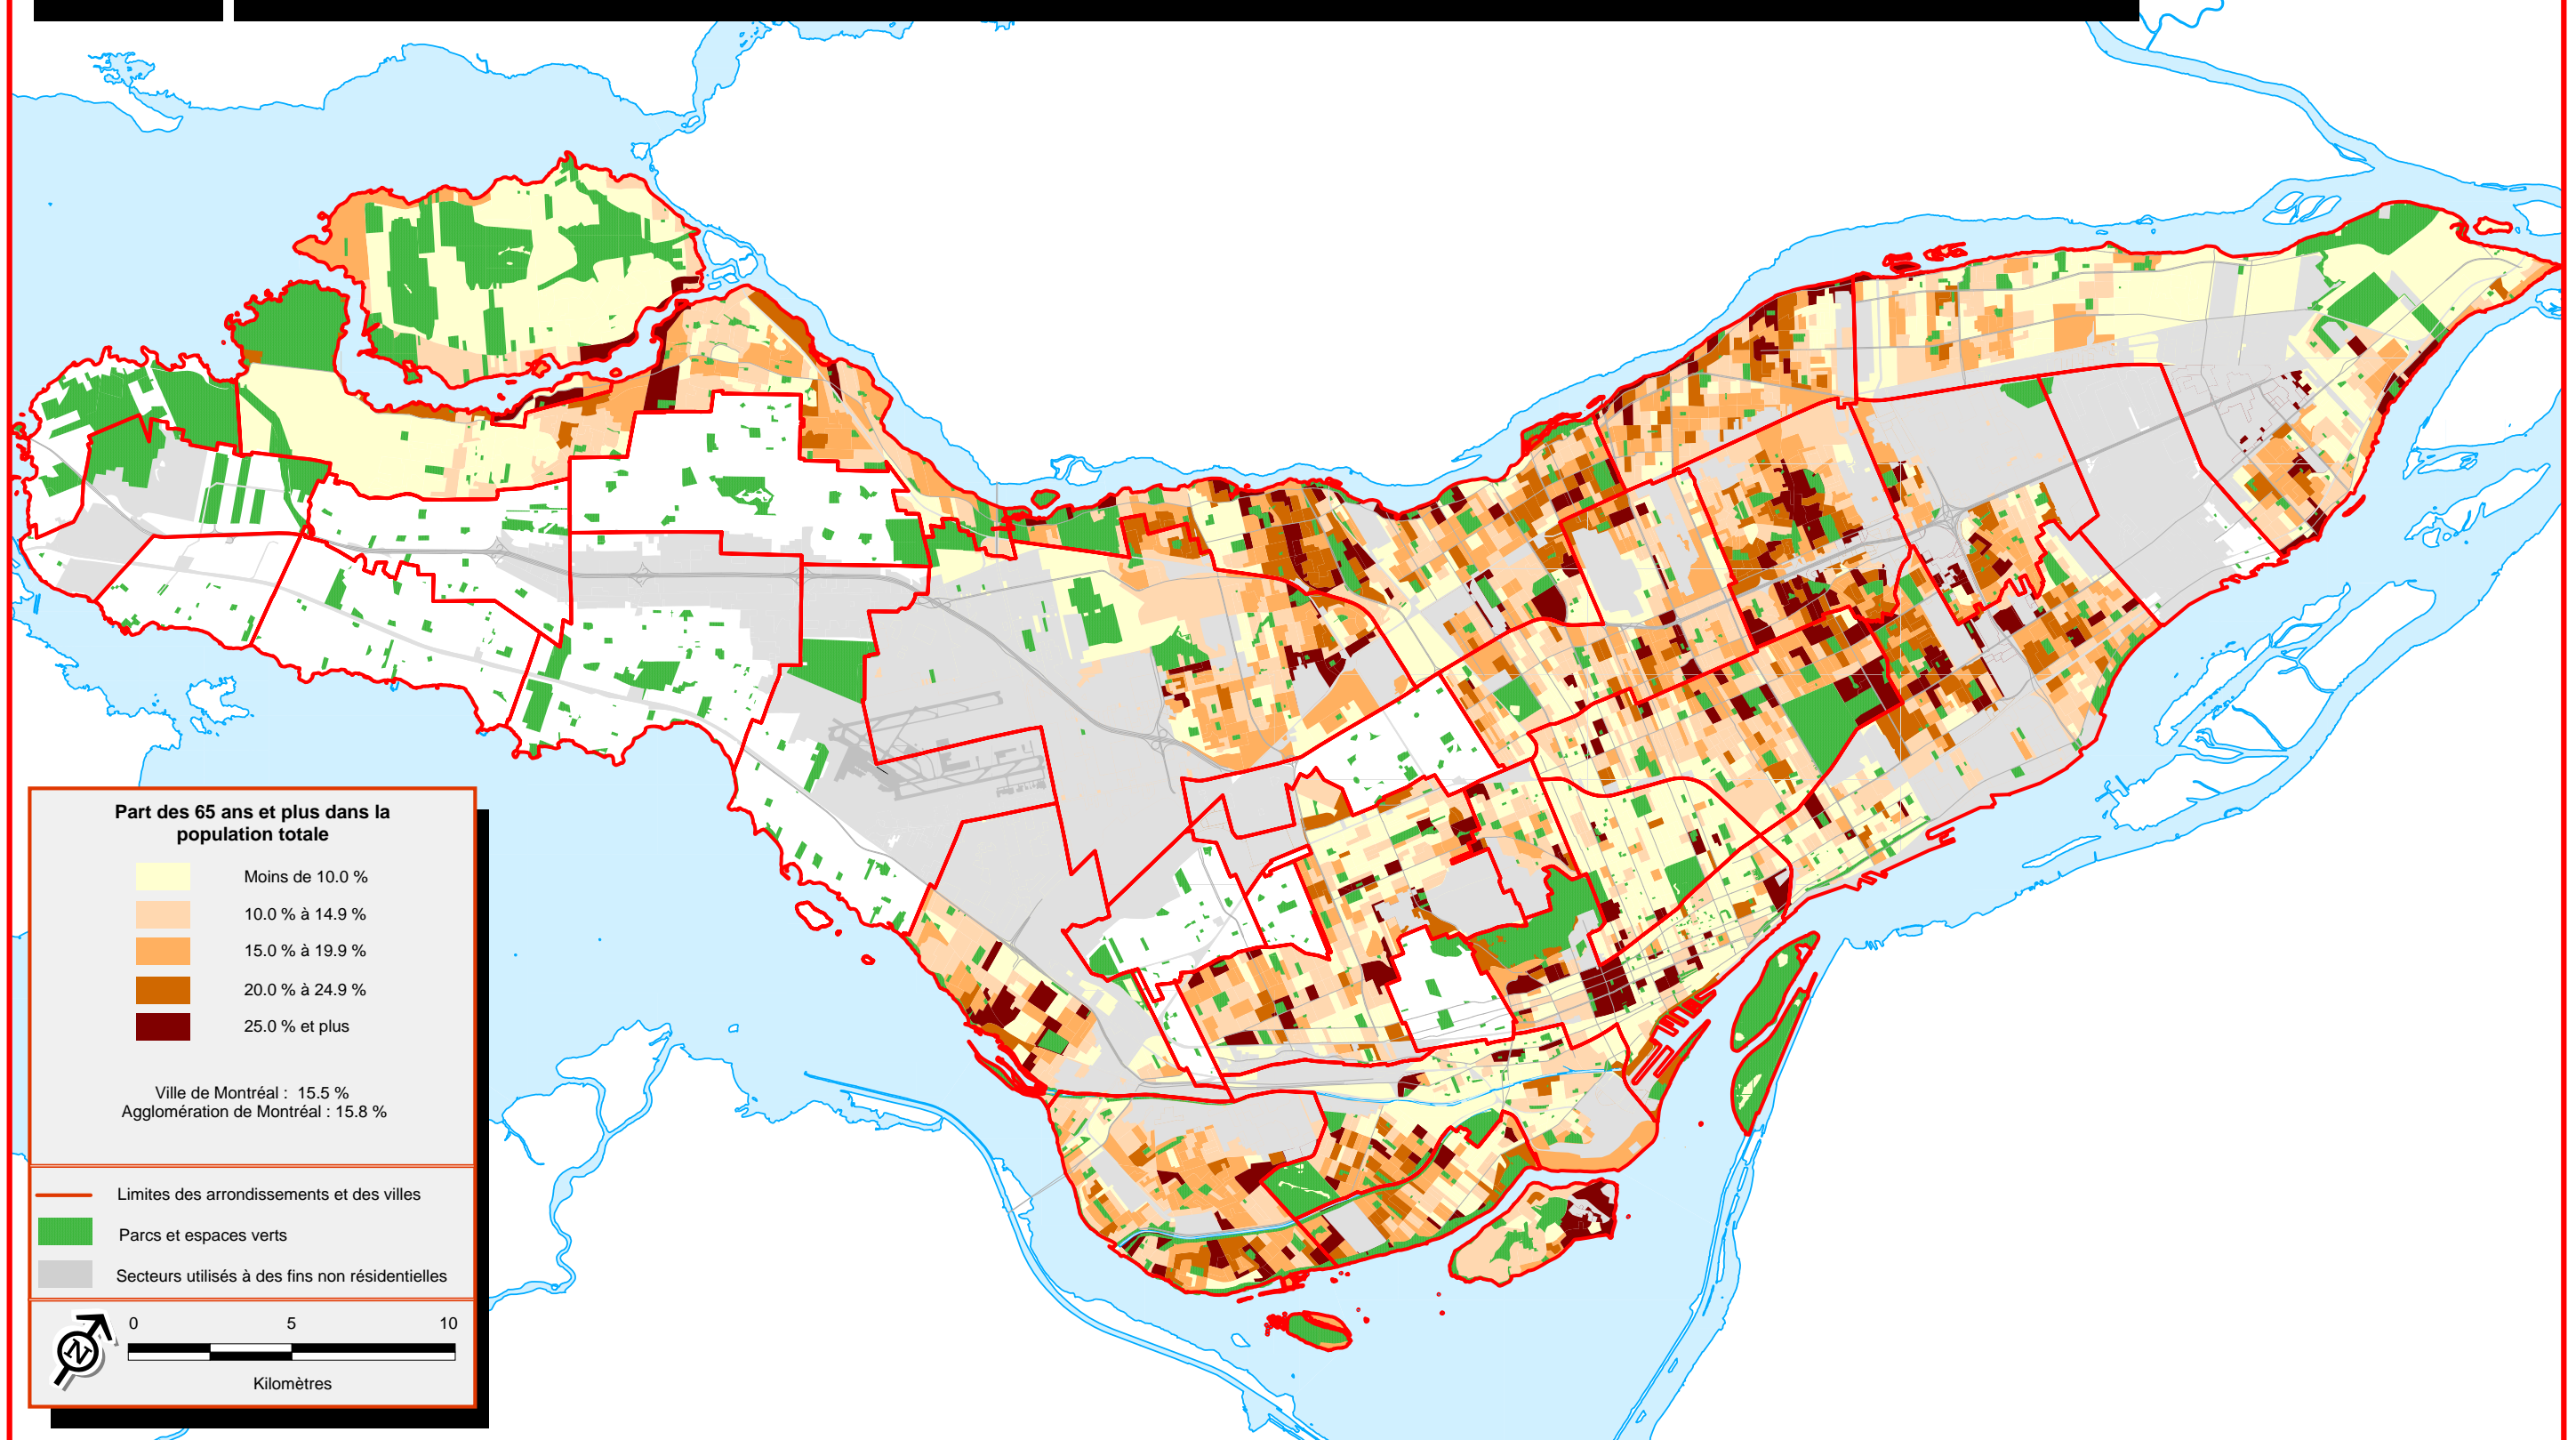 Part des 65 ans et plus dans la
population totale
Moins de 10.0 %
10.0 % à 14.9 %
15.0 % à 19.9 %
20.0 % à 24.9 %
25.0 % et plus
Ville de Montréal : 15.5 %
Agglomération de Montréal : 15.8 %
Limites des arrondissements et des villes
Parcs et espaces verts
Secteurs utilisés à des fins non résidentielles
N
0 5 10
Kilomètres